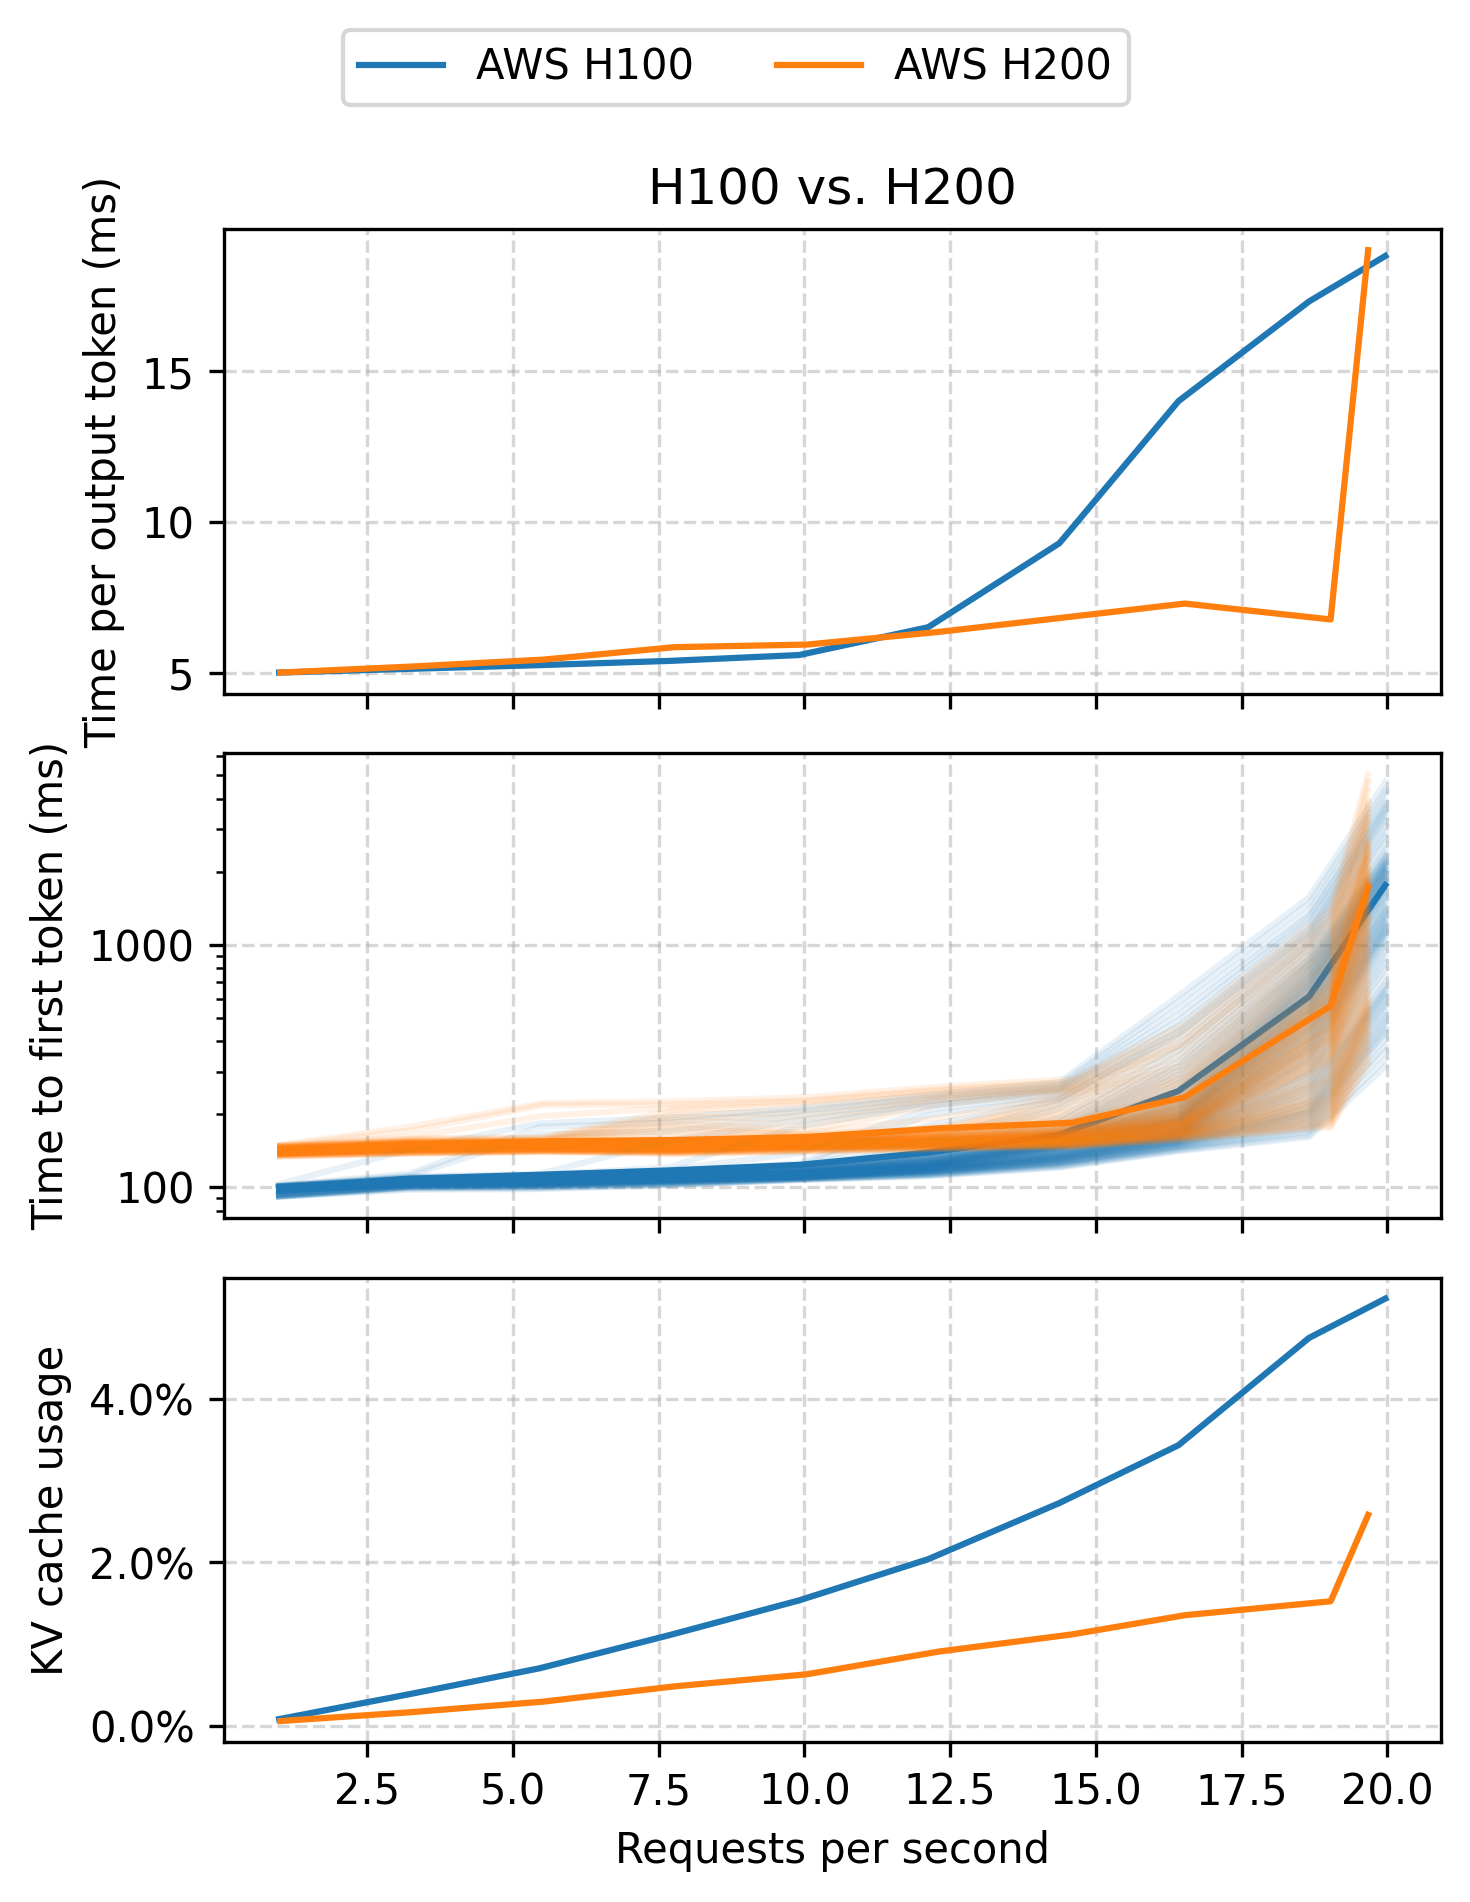 AWS H100
AWS H200
H100 vs. H200
Time per output token (ms)
15
10
5
Time to first token (ms)
1000
100
KV cache usage
4.0%
2.0%
0.0%
2.5 5.0 7.5 10.0 12.5 15.0 17.5 20.0
Requests per second